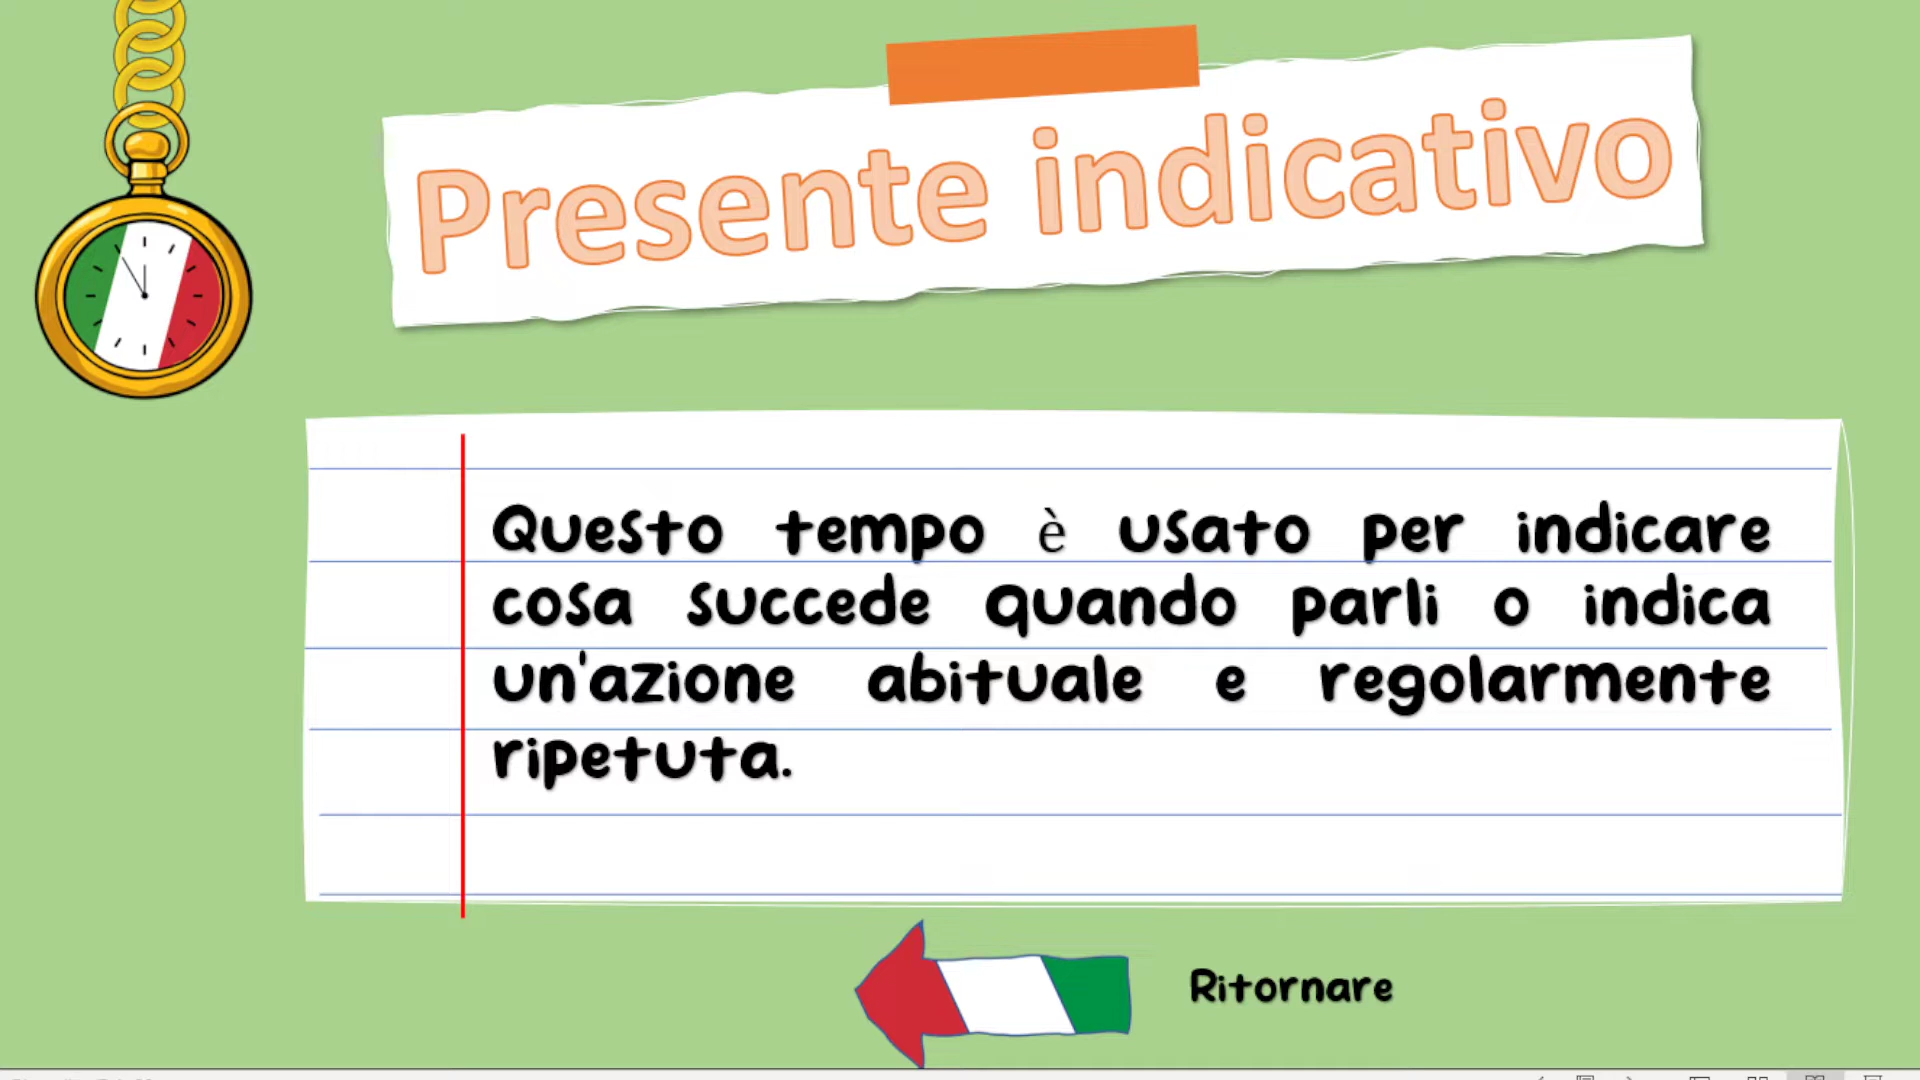 Presente indicativo
Questo tempo è usato per indicare
cosa succede quando parli o indica
un'azione abituale e regolarmente
ripetuta.
Ritornare